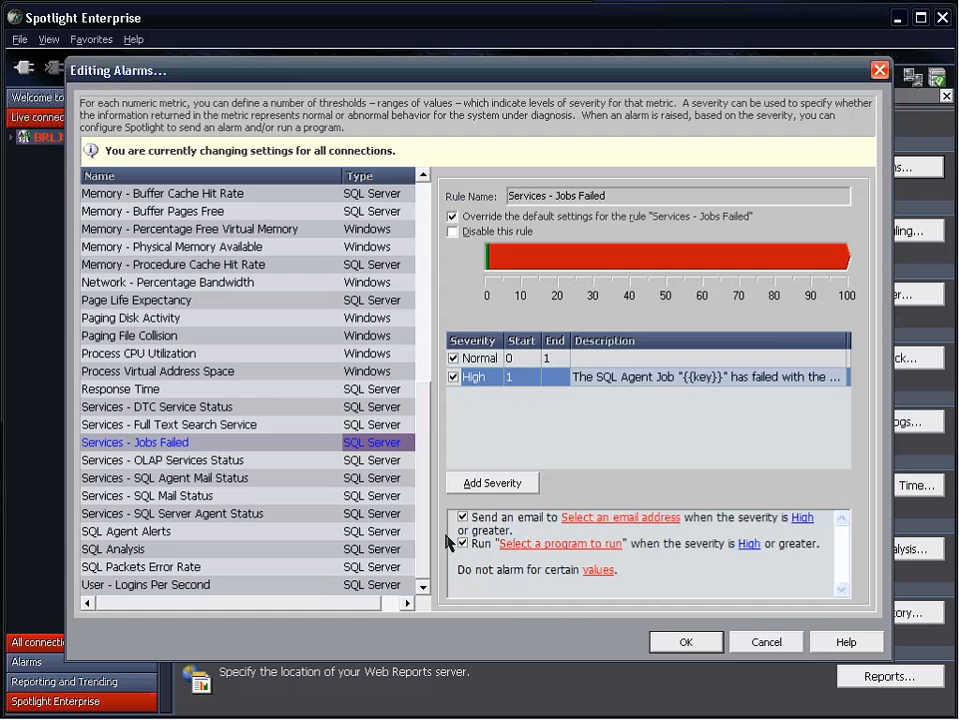 Spotlight Enterprise
File View Favorites Help
Editing Alarms...
Welcome to
Live connec
BRLJ
For each numeric metric, you can define a number of thresholds – ranges of values – which indicate levels of severity for that metric. A severity can be used to specify whether
the information returned in the metric represents normal or abnormal behavior for the system under diagnosis. When an alarm is raised, based on the severity, you can
configure Spotlight to send an alarm and/or run a program.
You are currently changing settings for all connections.
Name Type
Memory - Buffer Cache Hit Rate SQL Server
Memory - Buffer Pages Free SQL Server
Memory - Percentage Free Virtual Memory Windows
Memory - Physical Memory Available Windows
Memory - Procedure Cache Hit Rate SQL Server
Network - Percentage Bandwidth Windows
Page Life Expectancy SQL Server
Paging Disk Activity Windows
Paging File Collision Windows
Process CPU Utilization Windows
Process Virtual Address Space Windows
Response Time SQL Server
Services - DTC Service Status SQL Server
Services - Full Text Search Service SQL Server
Services - Jobs Failed SQL Server
Services - OLAP Services Status SQL Server
Services - SQL Agent Mail Status SQL Server
Services - SQL Mail Status SQL Server
Services - SQL Server Agent Status SQL Server
SQL Agent Alerts SQL Server
SQL Analysis SQL Server
SQL Packets Error Rate SQL Server
User - Logins Per Second SQL Server
Rule Name: Services - Jobs Failed
Override the default settings for the rule "Services - Jobs Failed"
Disable this rule
0 10 20 30 40 50 60 70 80 90 100
Severity Start End Description
Normal 0 1
High 1 The SQL Agent Job "{{key}}" has failed with the ...
Add Severity
Send an email to Select an email address when the severity is High
or greater.
Run "Select a program to run" when the severity is High or greater.
Do not alarm for certain values.
OK Cancel Help
s...
ling...
er...
ck...
ogs...
Time...
lysis...
ory...
All connecti
Alarms
Reporting and Trending
Spotlight Enterprise
Specify the location of your Web Reports server.
Reports...